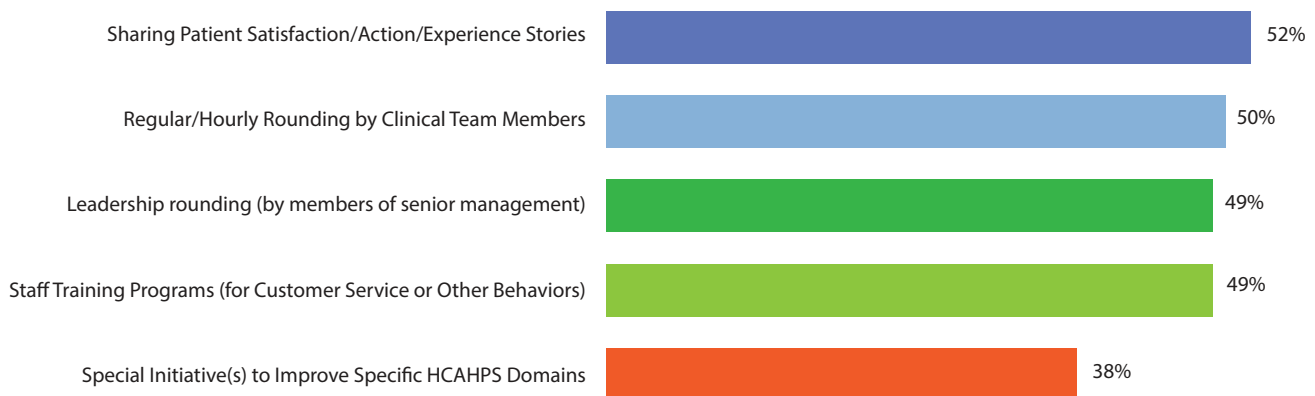 Sharing Patient Satisfaction/Action/Experience Stories 52%
Regular/Hourly Rounding by Clinical Team Members 50%
Leadership rounding (by members of senior management) 49%
Staff Training Programs (for Customer Service or Other Behaviors) 49%
Special Initiative(s) to Improve Specific HCAHPS Domains 38%